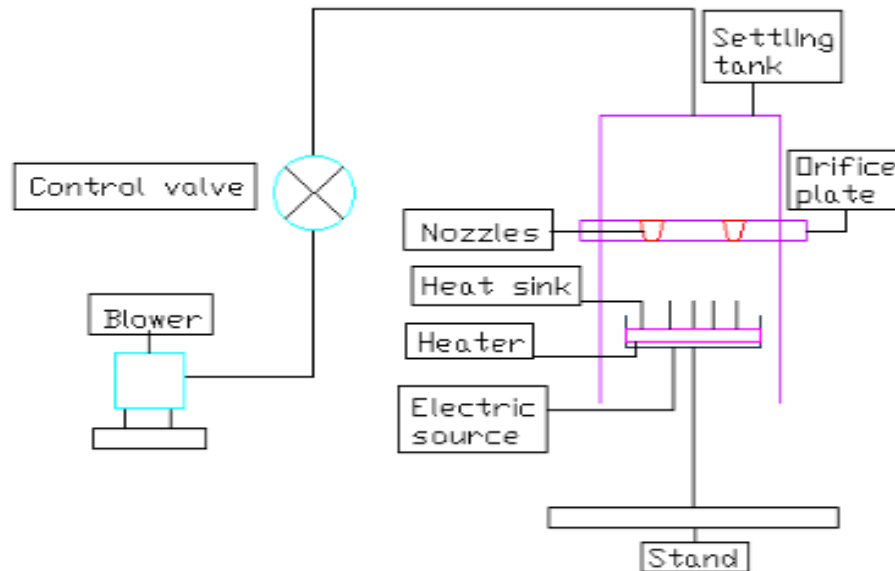 Settling
tank
Control valve
Orifice
plate
Nozzles
Heat sink
Blower
Heater
Electric
source
Stand